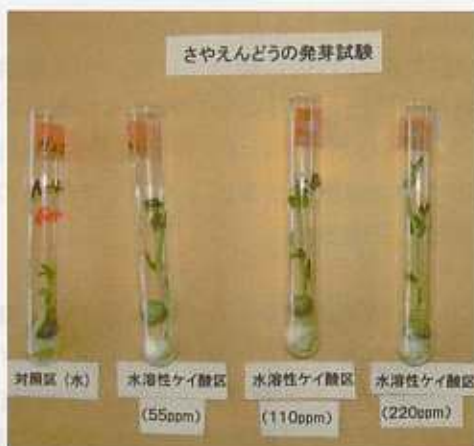 さやえんどうの発芽試験
対照区（水）
水溶性ケイ酸区
(55ppm)
水溶性ケイ酸区
(110ppm)
水溶性ケイ酸区
(220ppm)